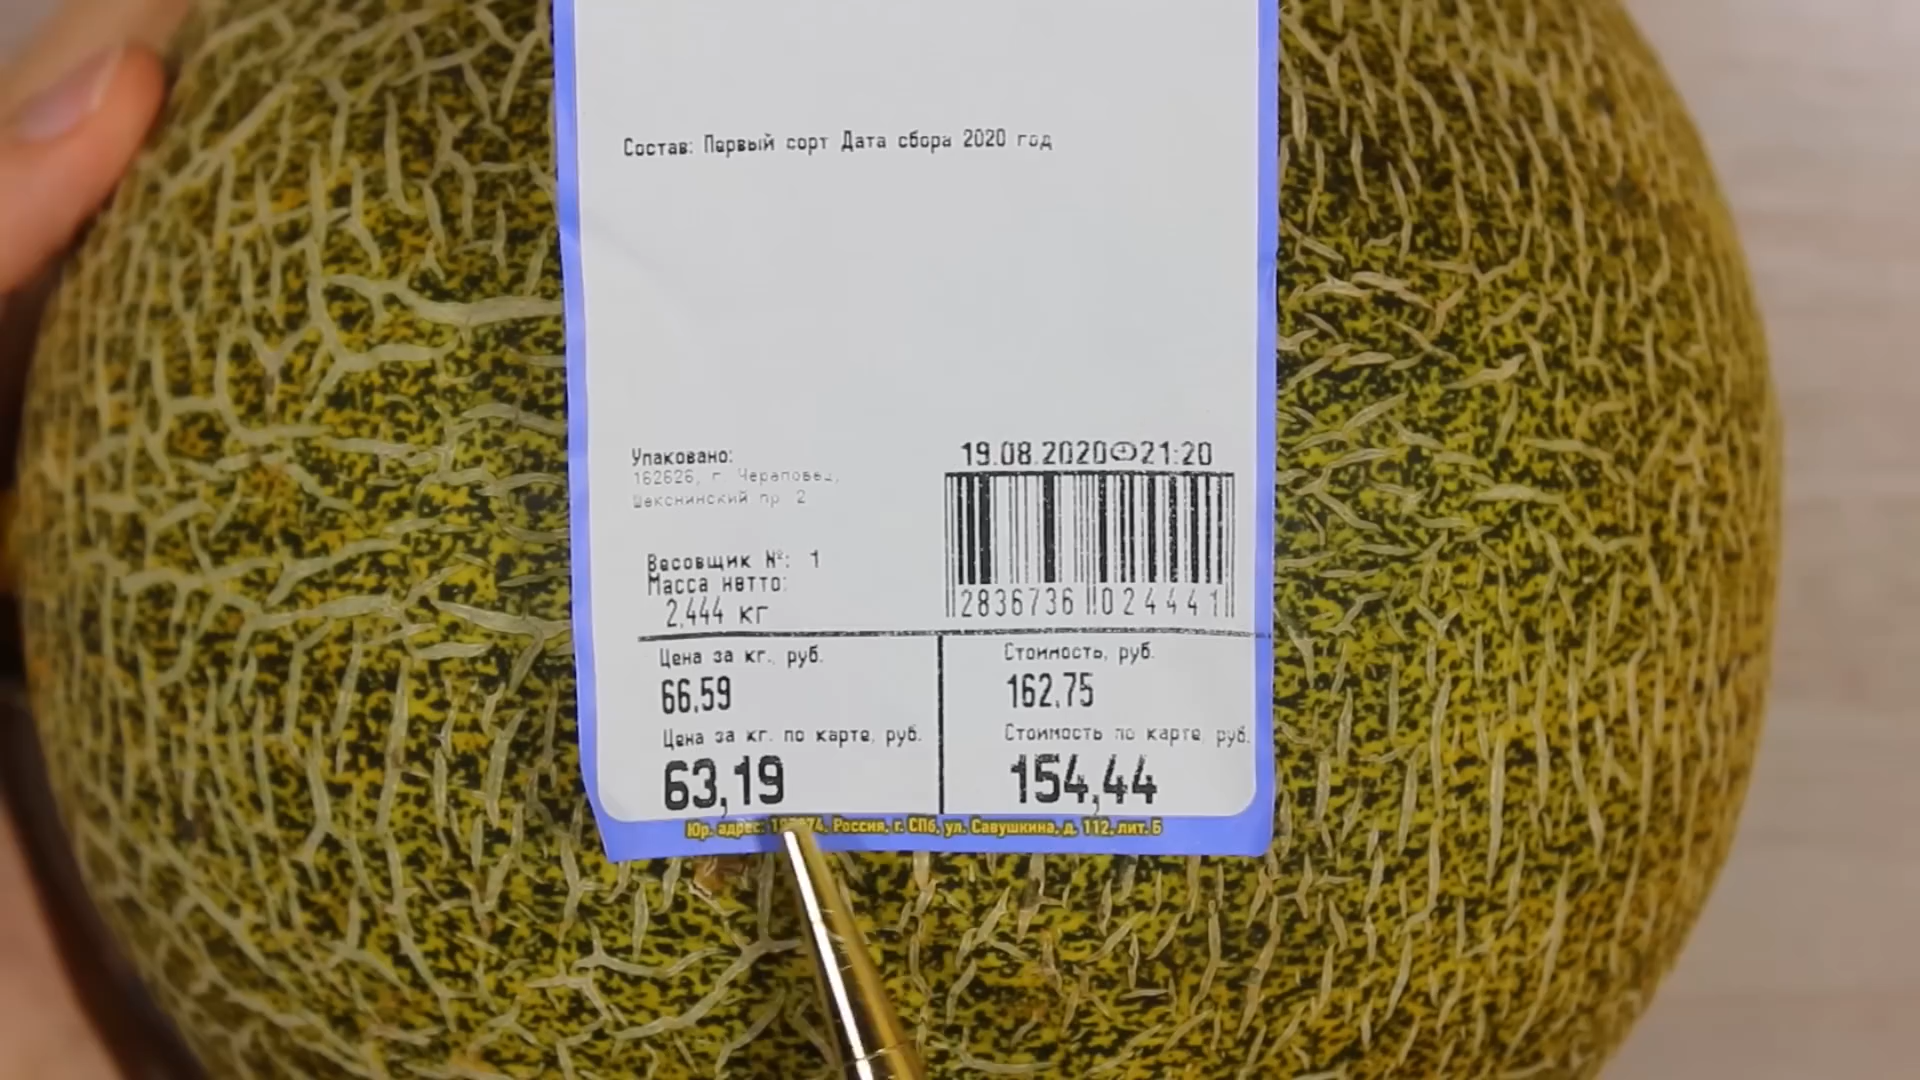 Состав: Первый сорт Дата сбора 2020 год
Упаковано:
162626, г. Череповец,
Шекснинский пр. 2
19.08.2020 21:20
2836736 024441
Весовщик №: 1
Масса нетто:
2,444 кг
Цена за кг., руб.
66,59
Стоимость, руб.
162,75
Цена за кг. по карте, руб.
63,19
Стоимость по карте, руб.
154,44
Юр. адрес: Россия, г. СПб, ул. Савушкина, д. 112, лит. Б